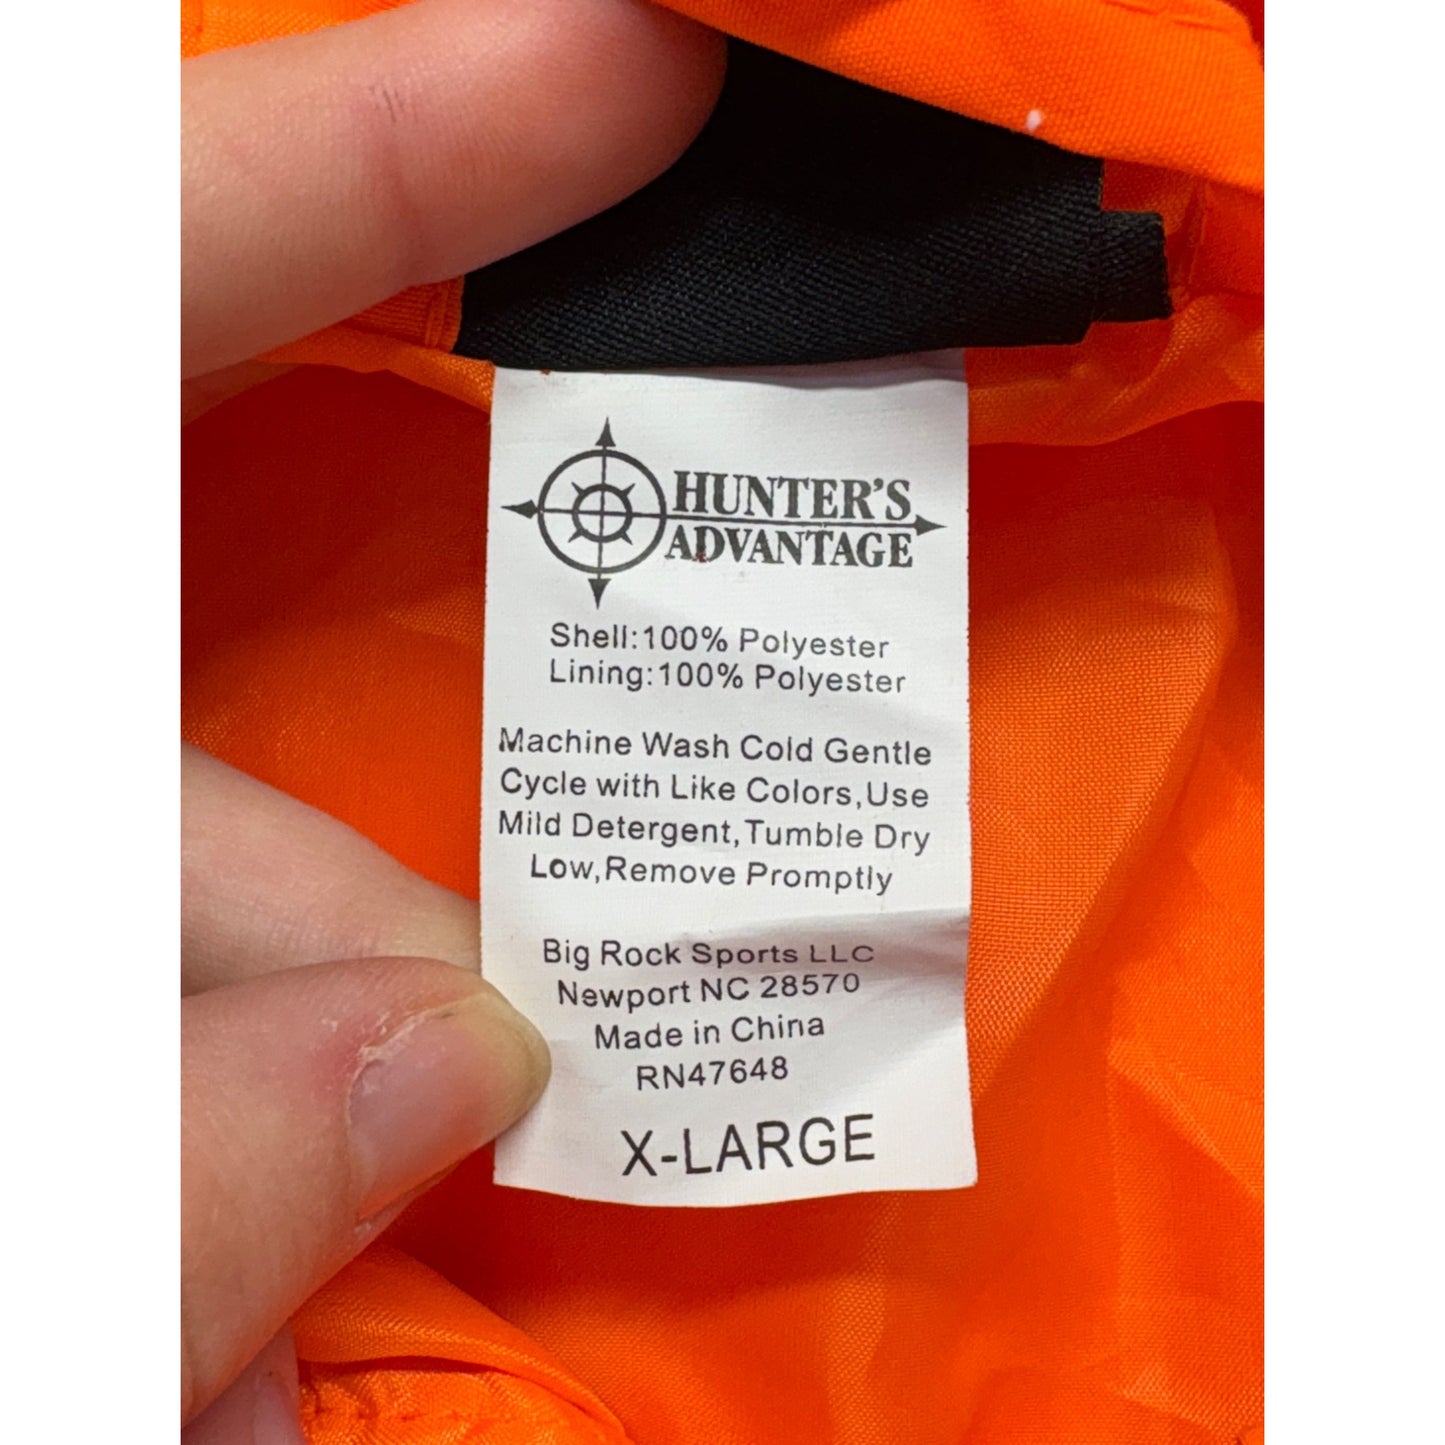 HUNTER'S
ADVANTAGE
Shell:100% Polyester
Lining:100% Polyester
Machine Wash Cold Gentle
Cycle with Like Colors,Use
Mild Detergent,Tumble Dry
Low,Remove Promptly
Big Rock Sports LLC
Newport NC 28570
Made in China
RN47648
X-LARGE